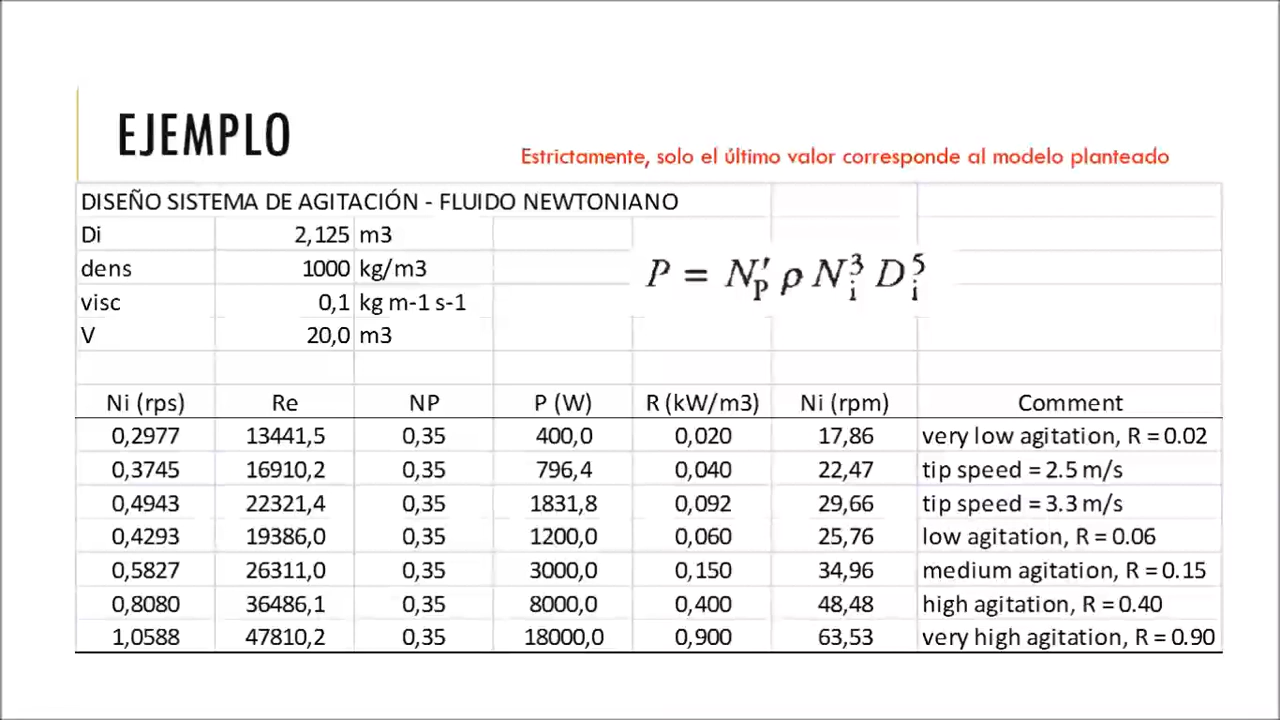 EJEMPLO
Estrictamente, solo el último valor corresponde al modelo planteado
DISEÑO SISTEMA DE AGITACIÓN - FLUIDO NEWTONIANO
Di 2,125 m3
dens 1000 kg/m3
visc 0,1 kg m-1 s-1
V 20,0 m3
P = N′P ρ Ni³ Di⁵
Ni (rps) Re NP P (W) R (kW/m3) Ni (rpm) Comment
0,2977 13441,5 0,35 400,0 0,020 17,86 very low agitation, R = 0.02
0,3745 16910,2 0,35 796,4 0,040 22,47 tip speed = 2.5 m/s
0,4943 22321,4 0,35 1831,8 0,092 29,66 tip speed = 3.3 m/s
0,4293 19386,0 0,35 1200,0 0,060 25,76 low agitation, R = 0.06
0,5827 26311,0 0,35 3000,0 0,150 34,96 medium agitation, R = 0.15
0,8080 36486,1 0,35 8000,0 0,400 48,48 high agitation, R = 0.40
1,0588 47810,2 0,35 18000,0 0,900 63,53 very high agitation, R = 0.90